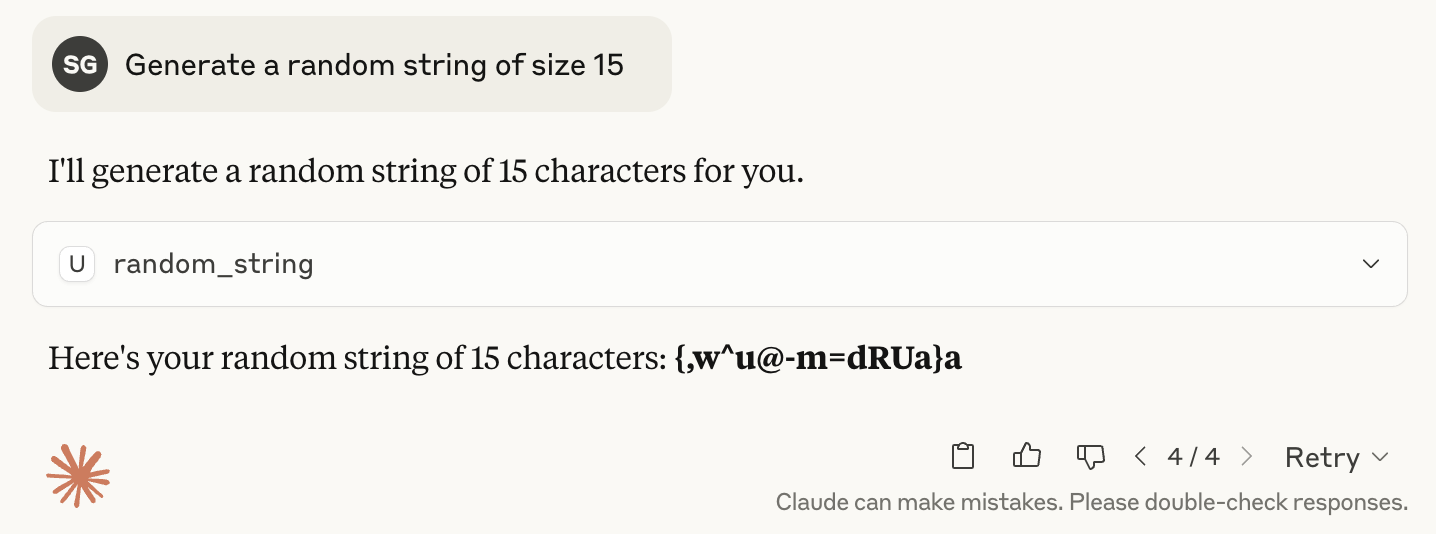 SG Generate a random string of size 15
I'll generate a random string of 15 characters for you.
U random_string
Here's your random string of 15 characters: {,w^u@-m=dRUa}a
4 / 4 Retry
Claude can make mistakes. Please double-check responses.